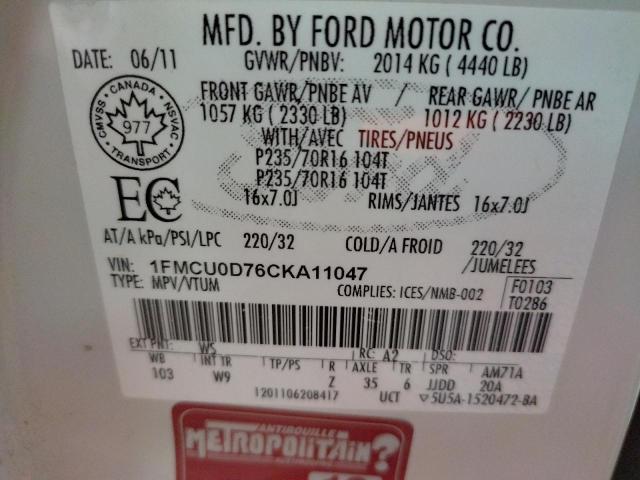 MFD. BY FORD MOTOR CO.
DATE: 06/11 GVWR/PNBV: 2014 KG ( 4440 LB)
FRONT GAWR/PNBE AV / REAR GAWR/ PNBE AR
1057 KG ( 2330 LB) 1012 KG ( 2230 LB)
WITH/AVEC TIRES/PNEUS
P235/70R16 104T
P235/70R16 104T
16x7.0J RIMS/JANTES 16x7.0J
CANADA
CMVSS NSVAC
977
TRANSPORT
EC
AT/A kPa/PSI/LPC 220/32 COLD/A FROID 220/32
/JUMELEES
VIN: 1FMCU0D76CKA11047
TYPE: MPV/VTUM COMPLIES: ICES/NMB-002
F0103
T0286
EXT PNT: WS RC: A2 DSO:
WB INT TR TP/PS R AXLE TR SPR AM71A
103 W9 Z 35 6 JJDD 20A
1201106208417 UCT ▽5U5A-1520472-BA
ANTIROUILLE
METROPOLITAIN?